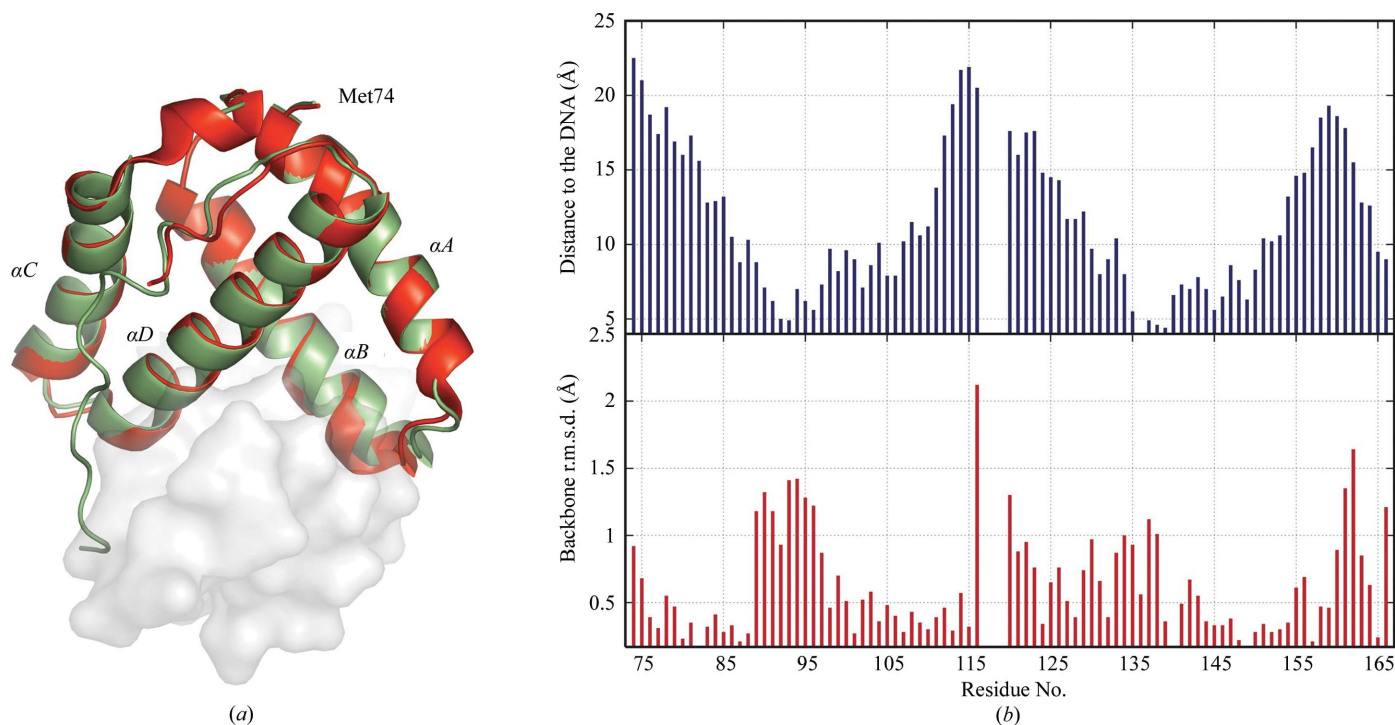 Met74
αA
αC
αD
αB
(a)
25
20
15
10
5
Distance to the DNA (Å)
2.5
2
1.5
1
0.5
Backbone r.m.s.d. (Å)
75 85 95 105 115 125 135 145 155 165
Residue No.
(b)